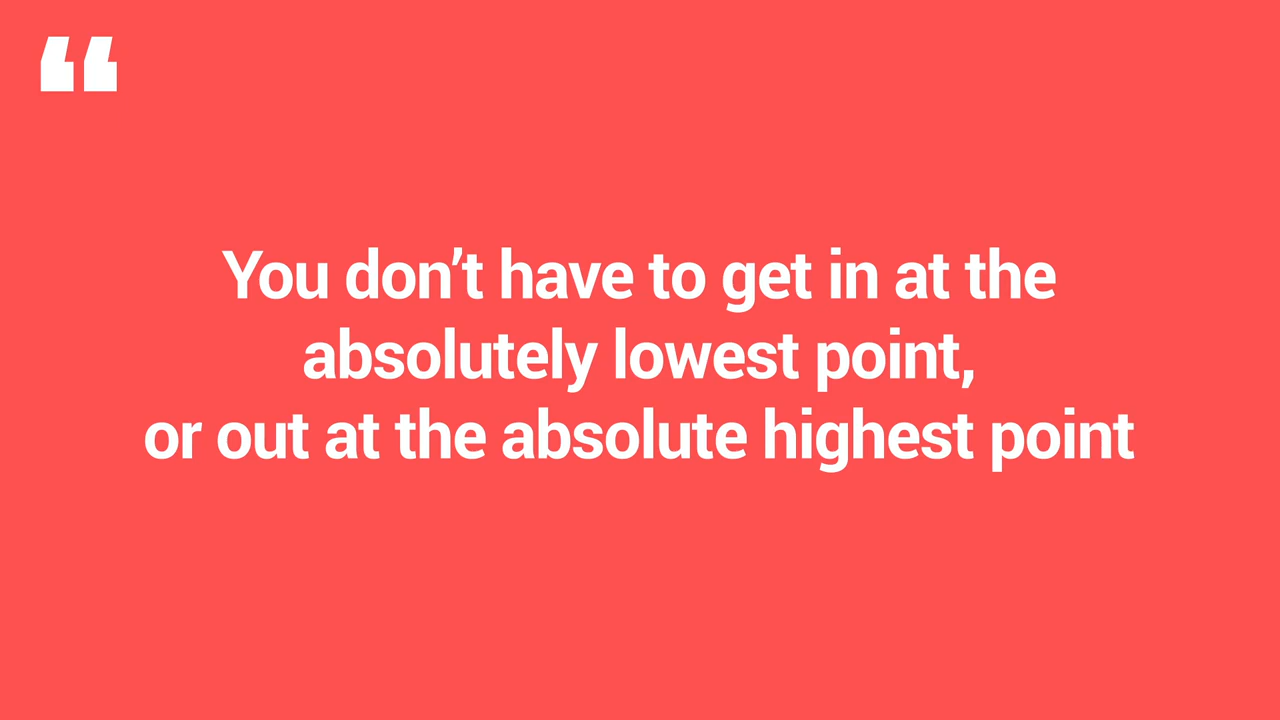 “
You don’t have to get in at the
absolutely lowest point,
or out at the absolute highest point